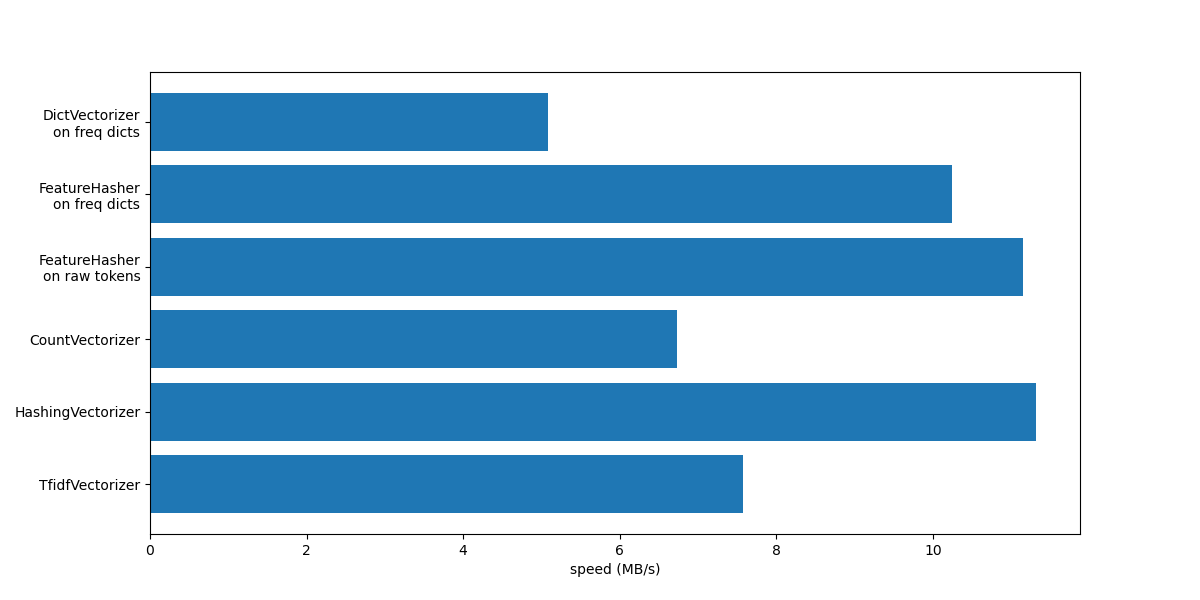 DictVectorizer
on freq dicts
FeatureHasher
on freq dicts
FeatureHasher
on raw tokens
CountVectorizer
HashingVectorizer
TfidfVectorizer
0 2 4 6 8 10
speed (MB/s)